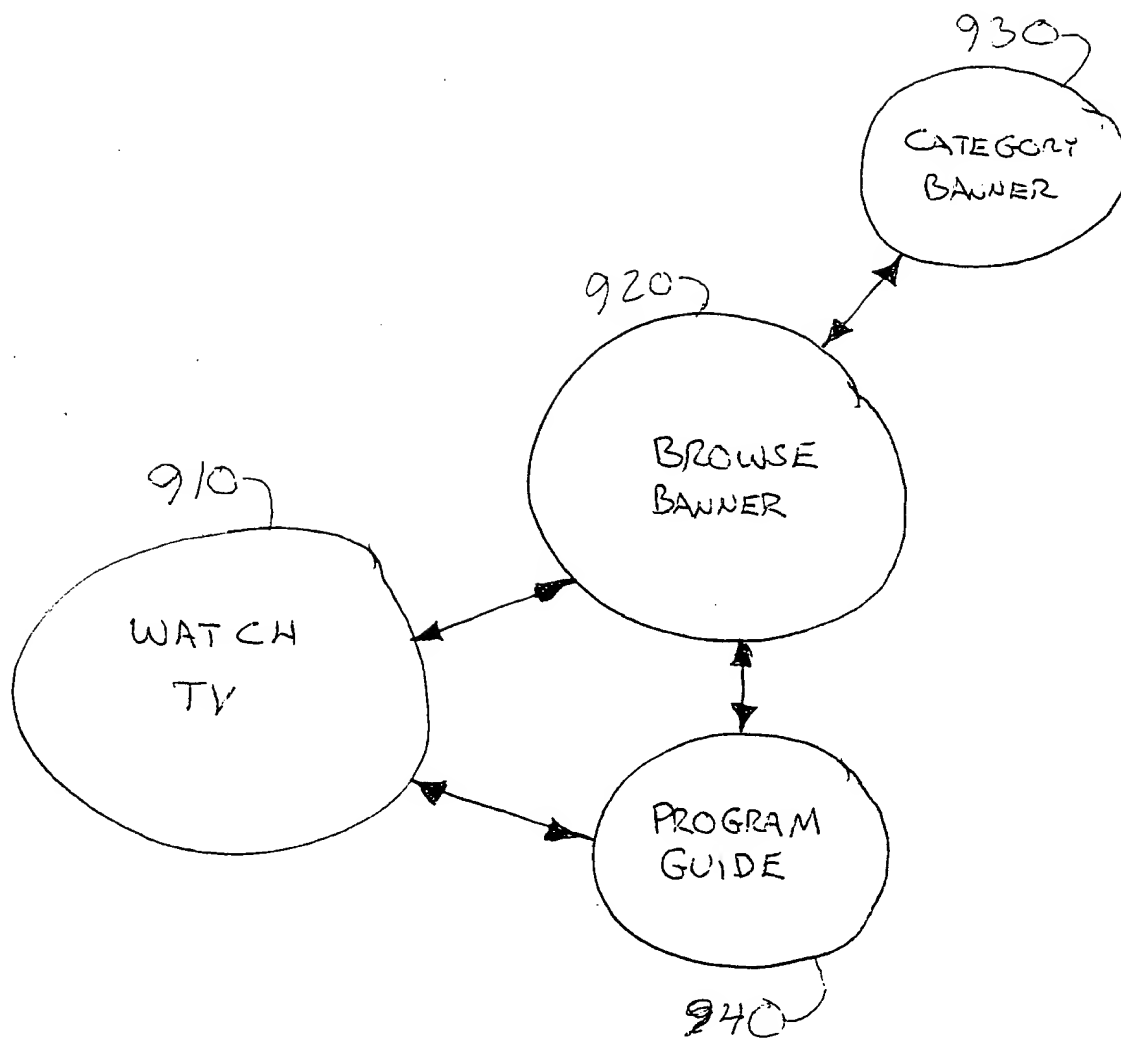 930
CATEGORY
BANNER
920
BROWSE
BANNER
910
WATCH
TV
PROGRAM
GUIDE
940